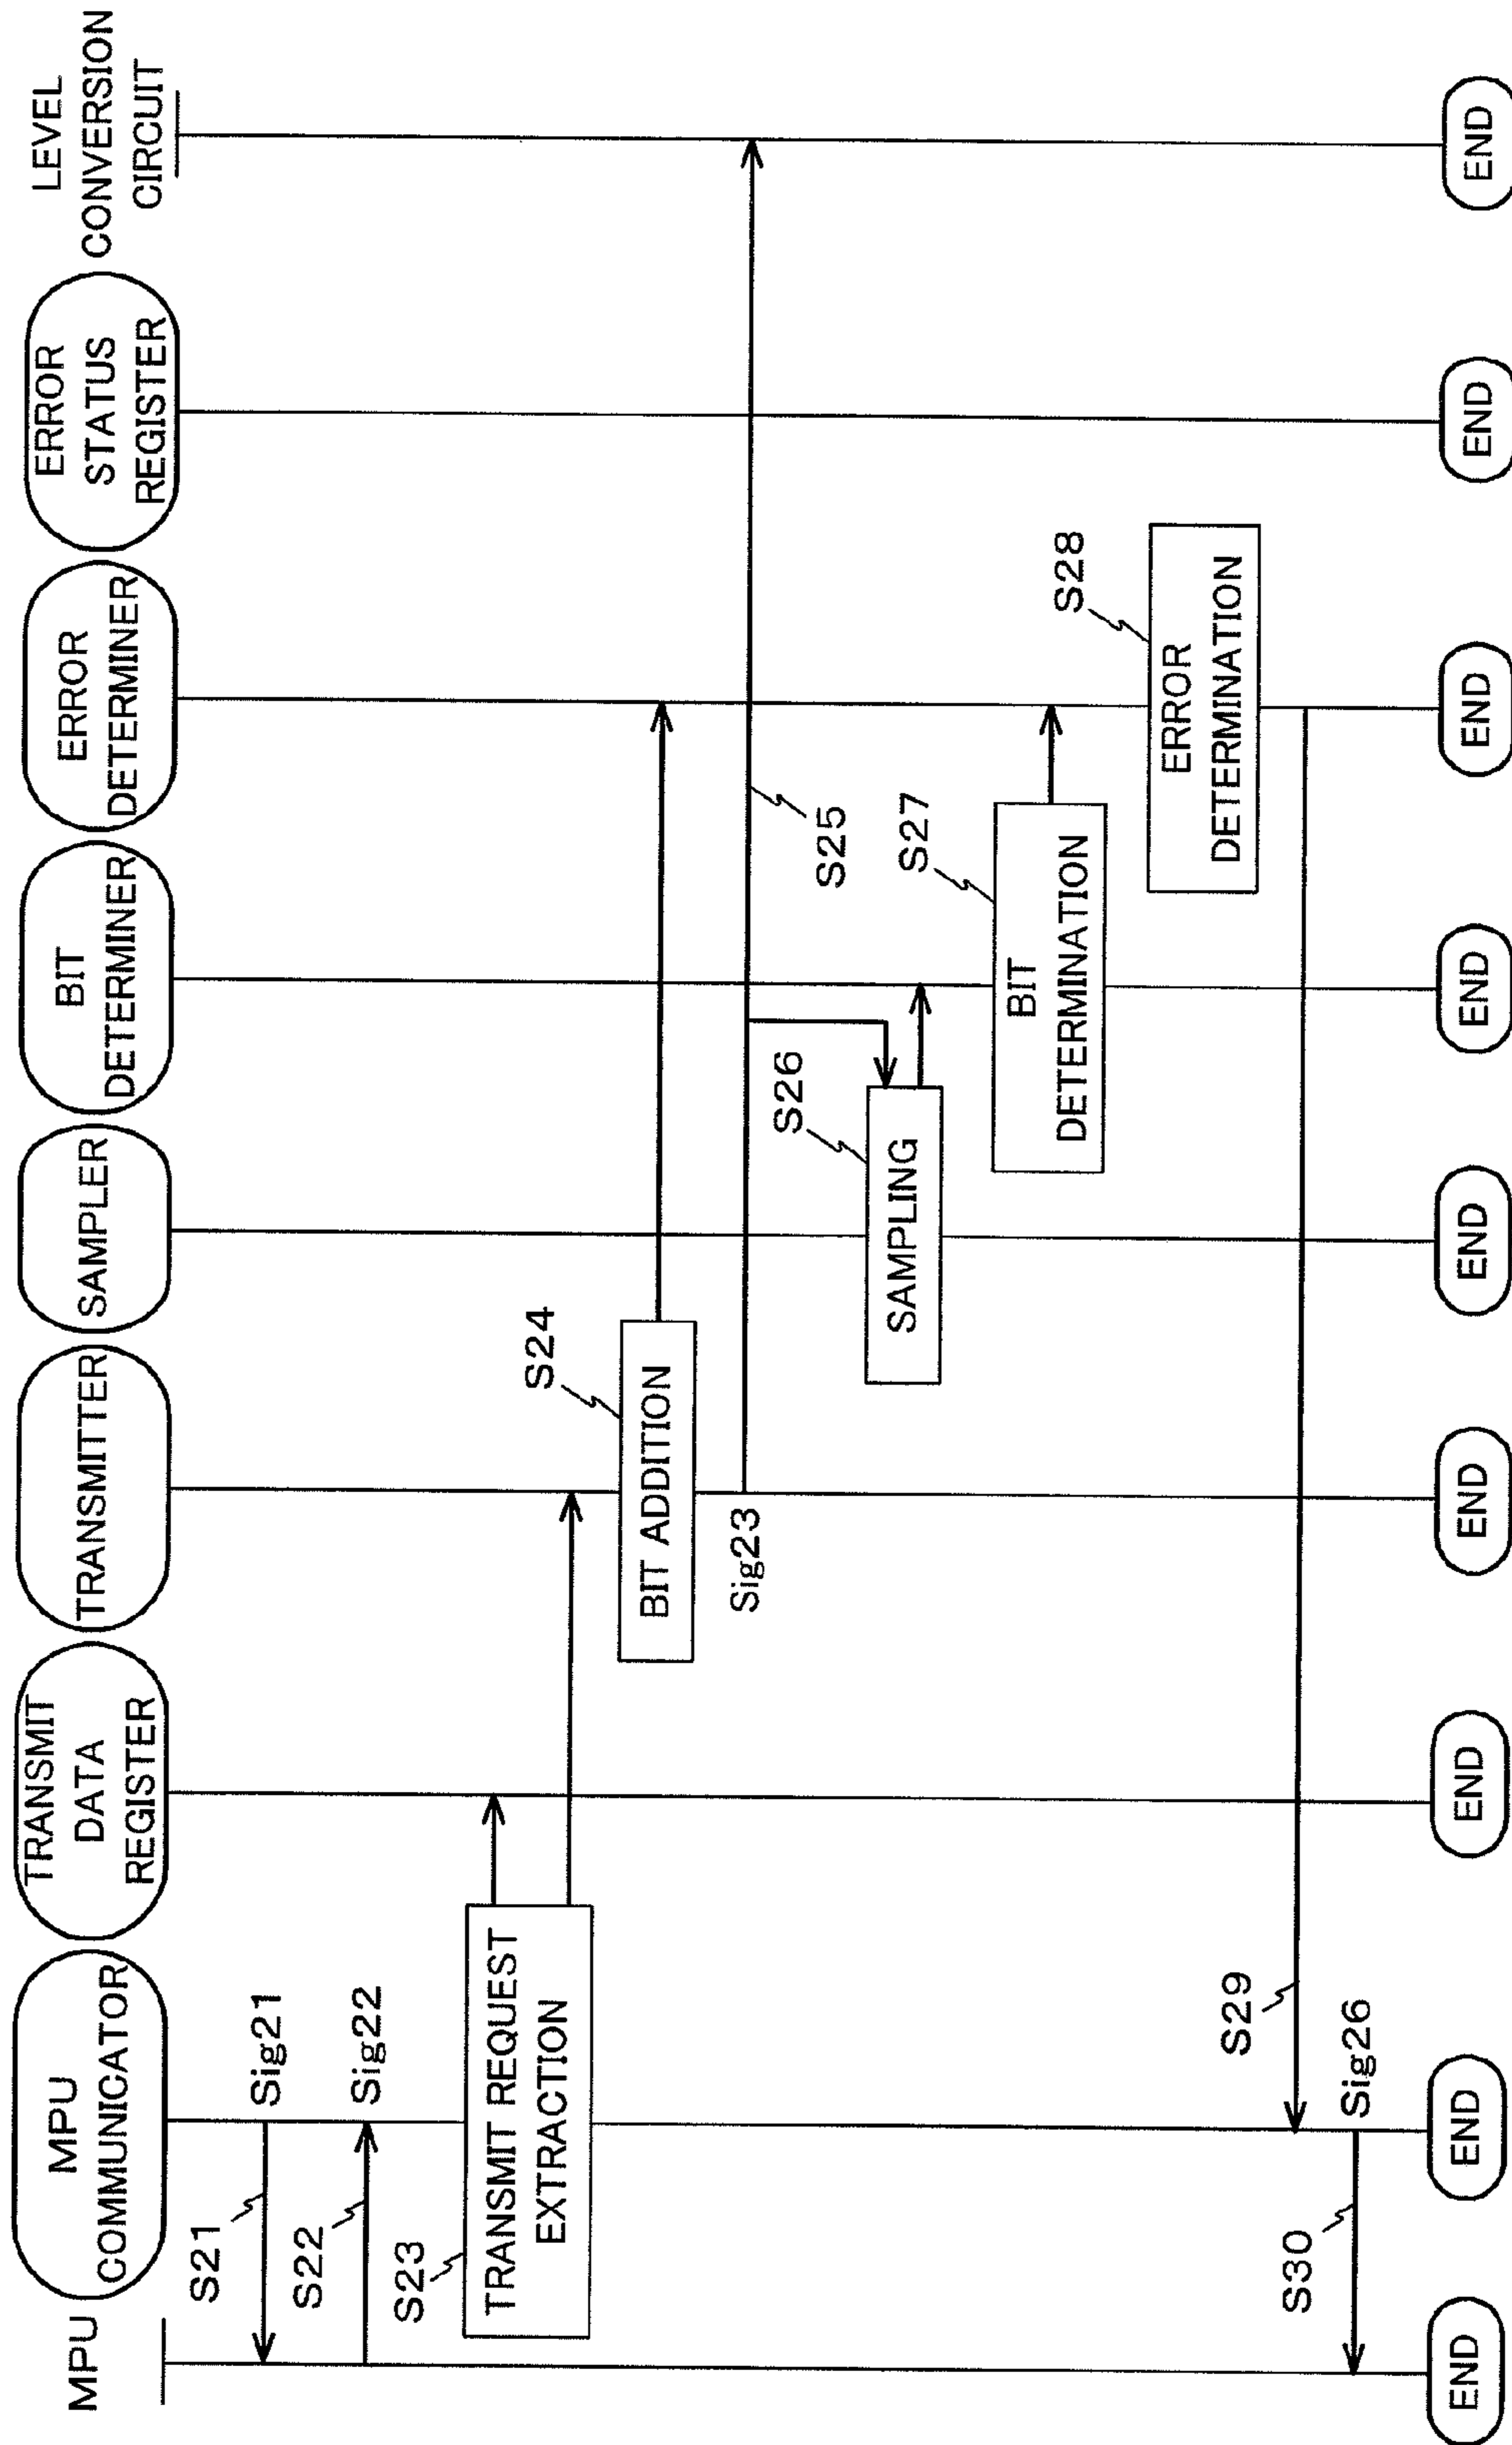 MPU
MPU
COMMUNICATOR
TRANSMIT
DATA
REGISTER
TRANSMITTER
SAMPLER
BIT
DETERMINER
ERROR
DETERMINER
ERROR
STATUS
REGISTER
LEVEL
CONVERSION
CIRCUIT
S21
Sig21
S22
Sig22
S23
TRANSMIT REQUEST
EXTRACTION
S24
BIT ADDITION
Sig23
S25
S26
SAMPLING
S27
BIT
DETERMINATION
S28
ERROR
DETERMINATION
S29
S30
Sig26
END
END
END
END
END
END
END
END
END